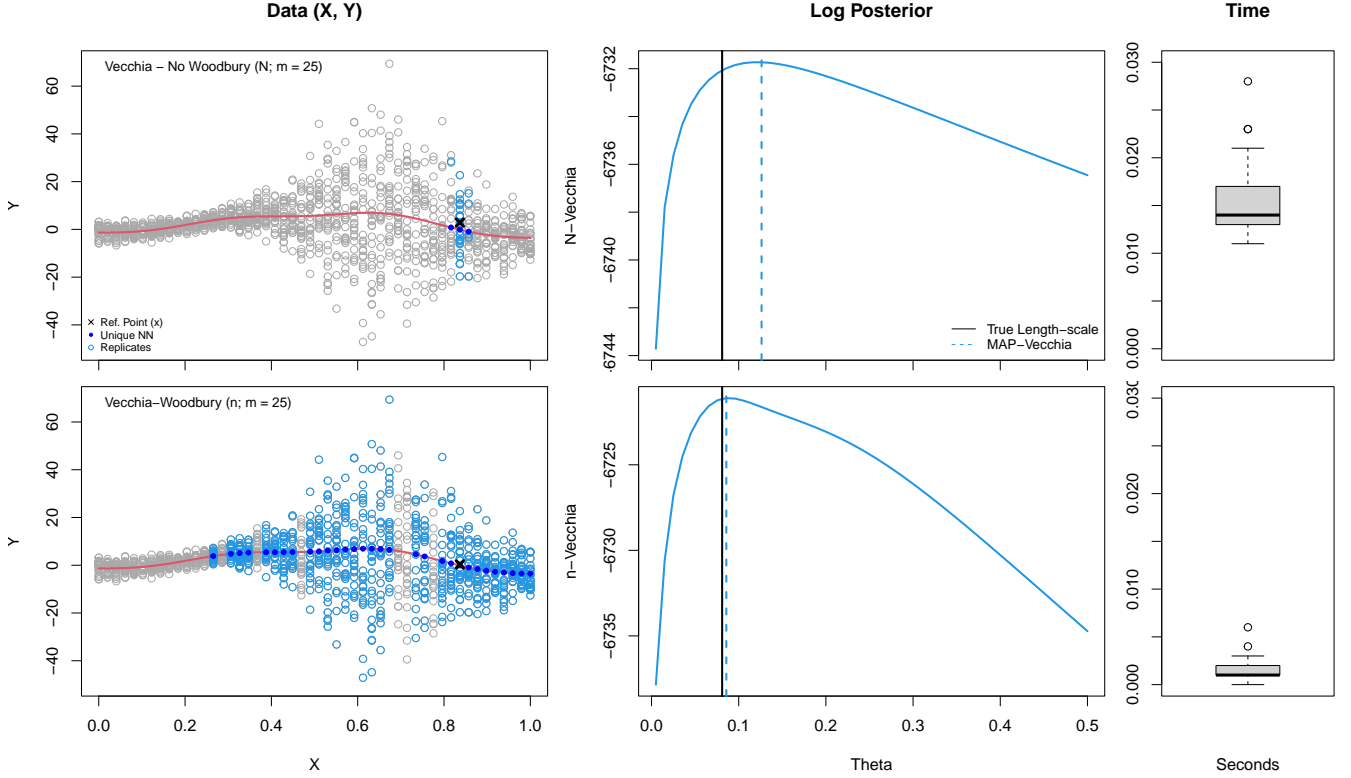 Data (X, Y)
Log Posterior
Time
Vecchia − No Woodbury (N; m = 25)
Y
60
40
20
0
−20
−40
Ref. Point (x)
Unique NN
Replicates
N−Vecchia
−6732
−6736
−6740
−6744
True Length−scale
MAP−Vecchia
0.030
0.020
0.010
0.000
Vecchia−Woodbury (n; m = 25)
Y
60
40
20
0
−20
−40
0.0 0.2 0.4 0.6 0.8 1.0
X
n−Vecchia
−6725
−6730
−6735
0.0 0.1 0.2 0.3 0.4 0.5
Theta
0.030
0.020
0.010
0.000
Seconds